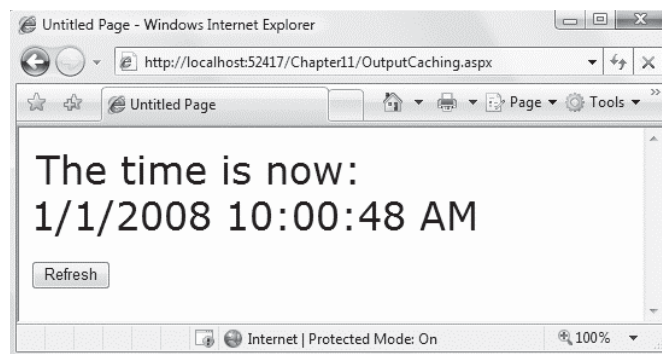 Untitled Page - Windows Internet Explorer
http://localhost:52417/Chapter11/OutputCaching.aspx
Untitled Page
Page
Tools
The time is now:
1/1/2008 10:00:48 AM
Refresh
Internet | Protected Mode: On
100%